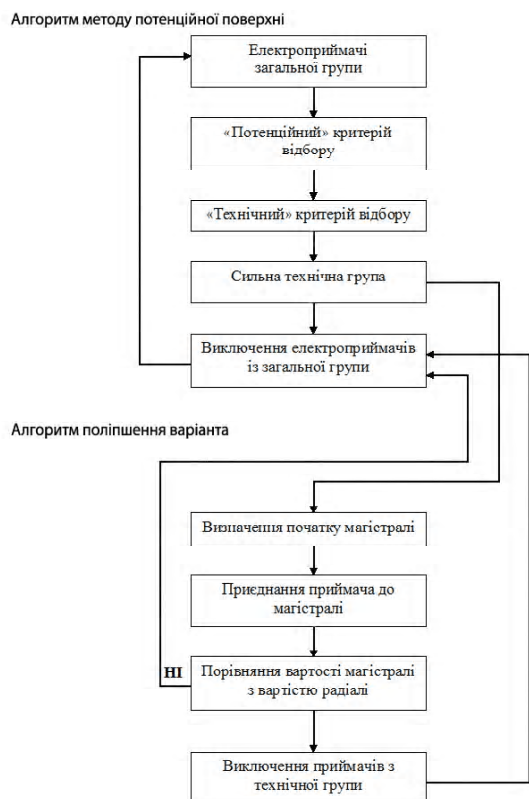 Алгоритм методу потенційної поверхні
Електроприймачі
загальної групи
«Потенційний» критерій
відбору
«Технічний» критерій відбору
Сильна технічна група
Виключення електроприймачів
із загальної групи
Алгоритм поліпшення варіанта
Визначення початку магістралі
Приєднання приймача до
магістралі
НІ
Порівняння вартості магістралі
з вартістю радіалі
Виключення приймачів з
технічної групи